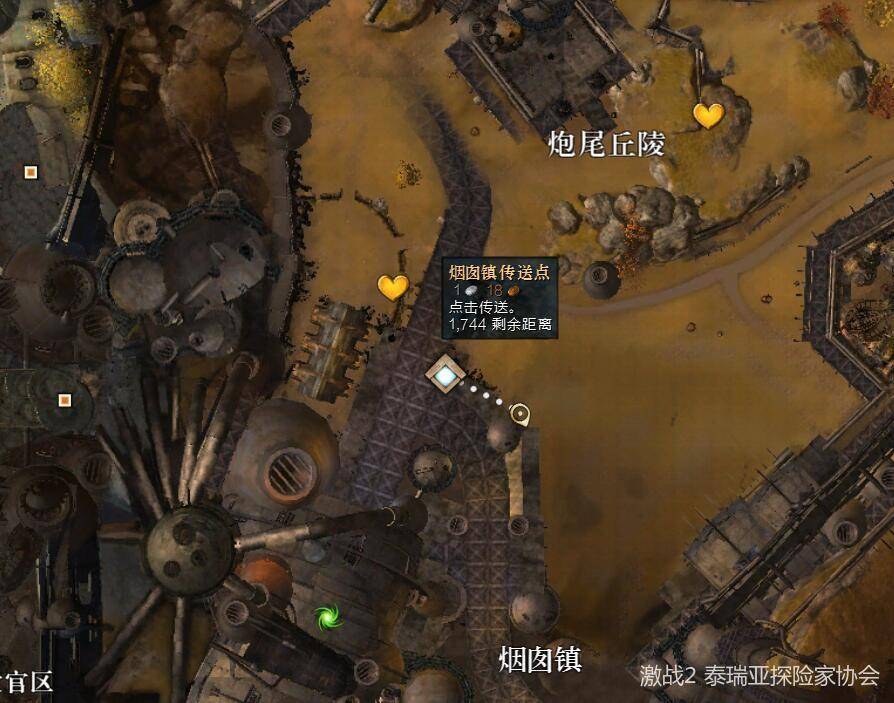 炮尾丘陵
烟囱镇传送点
1 18
点击传送。
1,744 剩余距离
烟囱镇
官区
激战2 泰瑞亚探险家协会